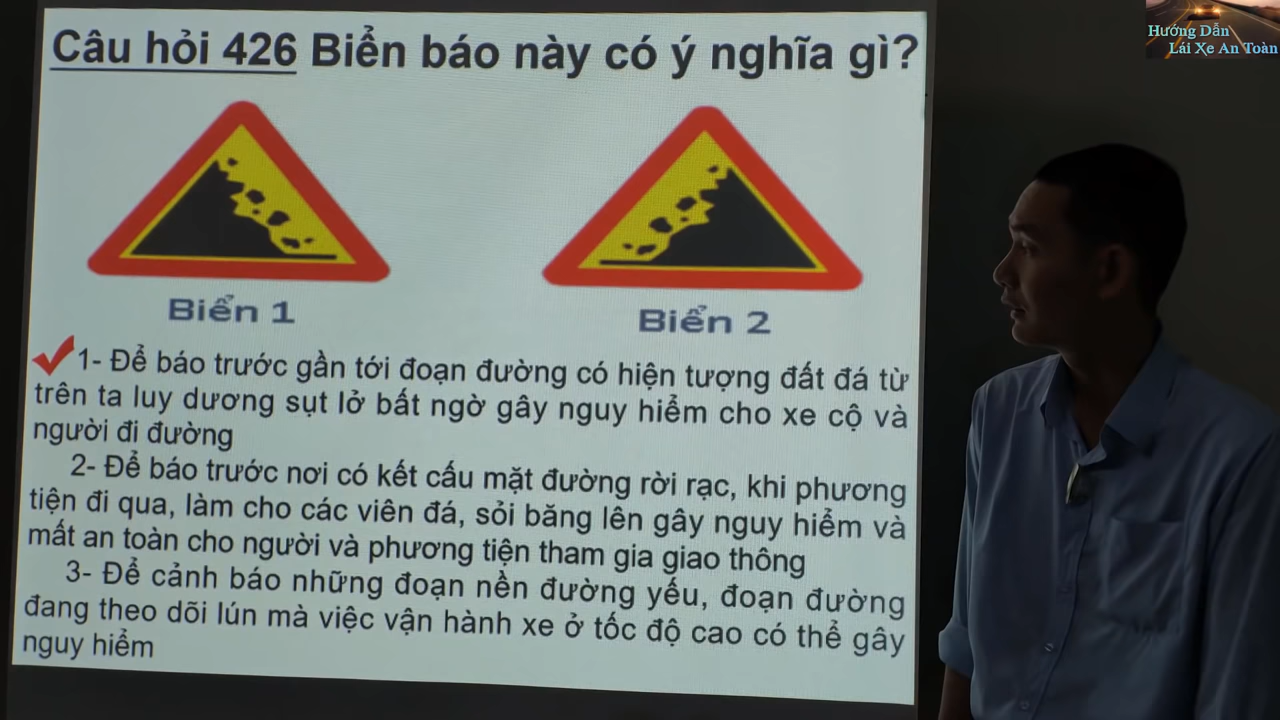 Hướng Dẫn
Lái Xe An Toàn
Câu hỏi 426 Biển báo này có ý nghĩa gì?
Biển 1
Biển 2
1- Để báo trước gần tới đoạn đường có hiện tượng đất đá từ
trên ta luy dương sụt lở bất ngờ gây nguy hiểm cho xe cộ và
người đi đường
2- Để báo trước nơi có kết cấu mặt đường rời rạc, khi phương
tiện đi qua, làm cho các viên đá, sỏi băng lên gây nguy hiểm và
mất an toàn cho người và phương tiện tham gia giao thông
3- Để cảnh báo những đoạn nền đường yếu, đoạn đường
đang theo dõi lún mà việc vận hành xe ở tốc độ cao có thể gây
nguy hiểm